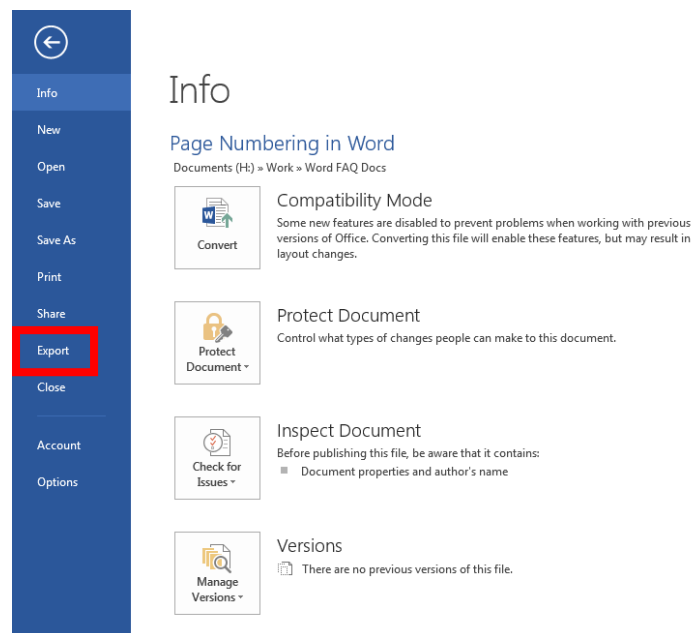 Info
New
Open
Save
Save As
Print
Share
Export
Close
Account
Options
Info
Page Numbering in Word
Documents (H:) » Work » Word FAQ Docs
Convert
Compatibility Mode
Some new features are disabled to prevent problems when working with previous
versions of Office. Converting this file will enable these features, but may result in
layout changes.
Protect
Document
Protect Document
Control what types of changes people can make to this document.
Check for
Issues
Inspect Document
Before publishing this file, be aware that it contains:
Document properties and author's name
Manage
Versions
Versions
There are no previous versions of this file.